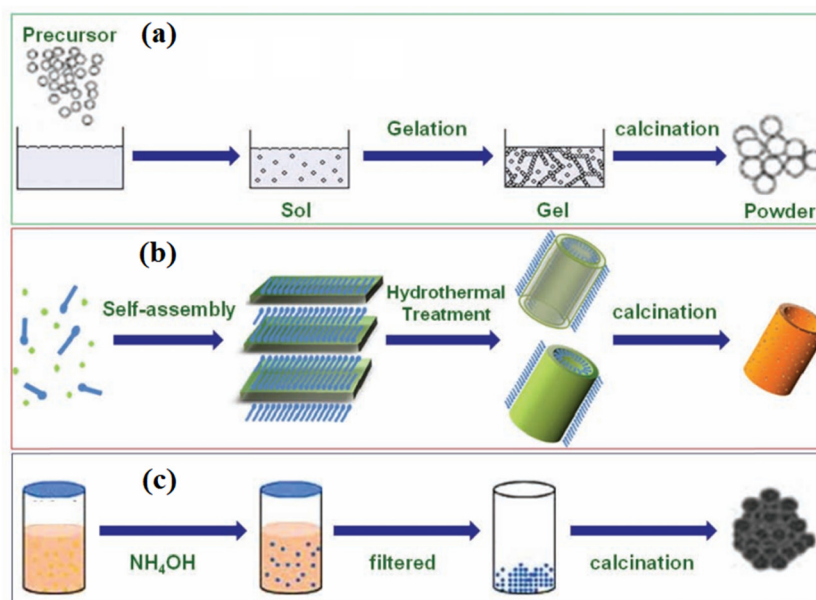 Precursor
(a)
Gelation
calcination
Sol
Gel
Powder
(b)
Self-assembly
Hydrothermal
Treatment
calcination
(c)
NH₄OH
filtered
calcination